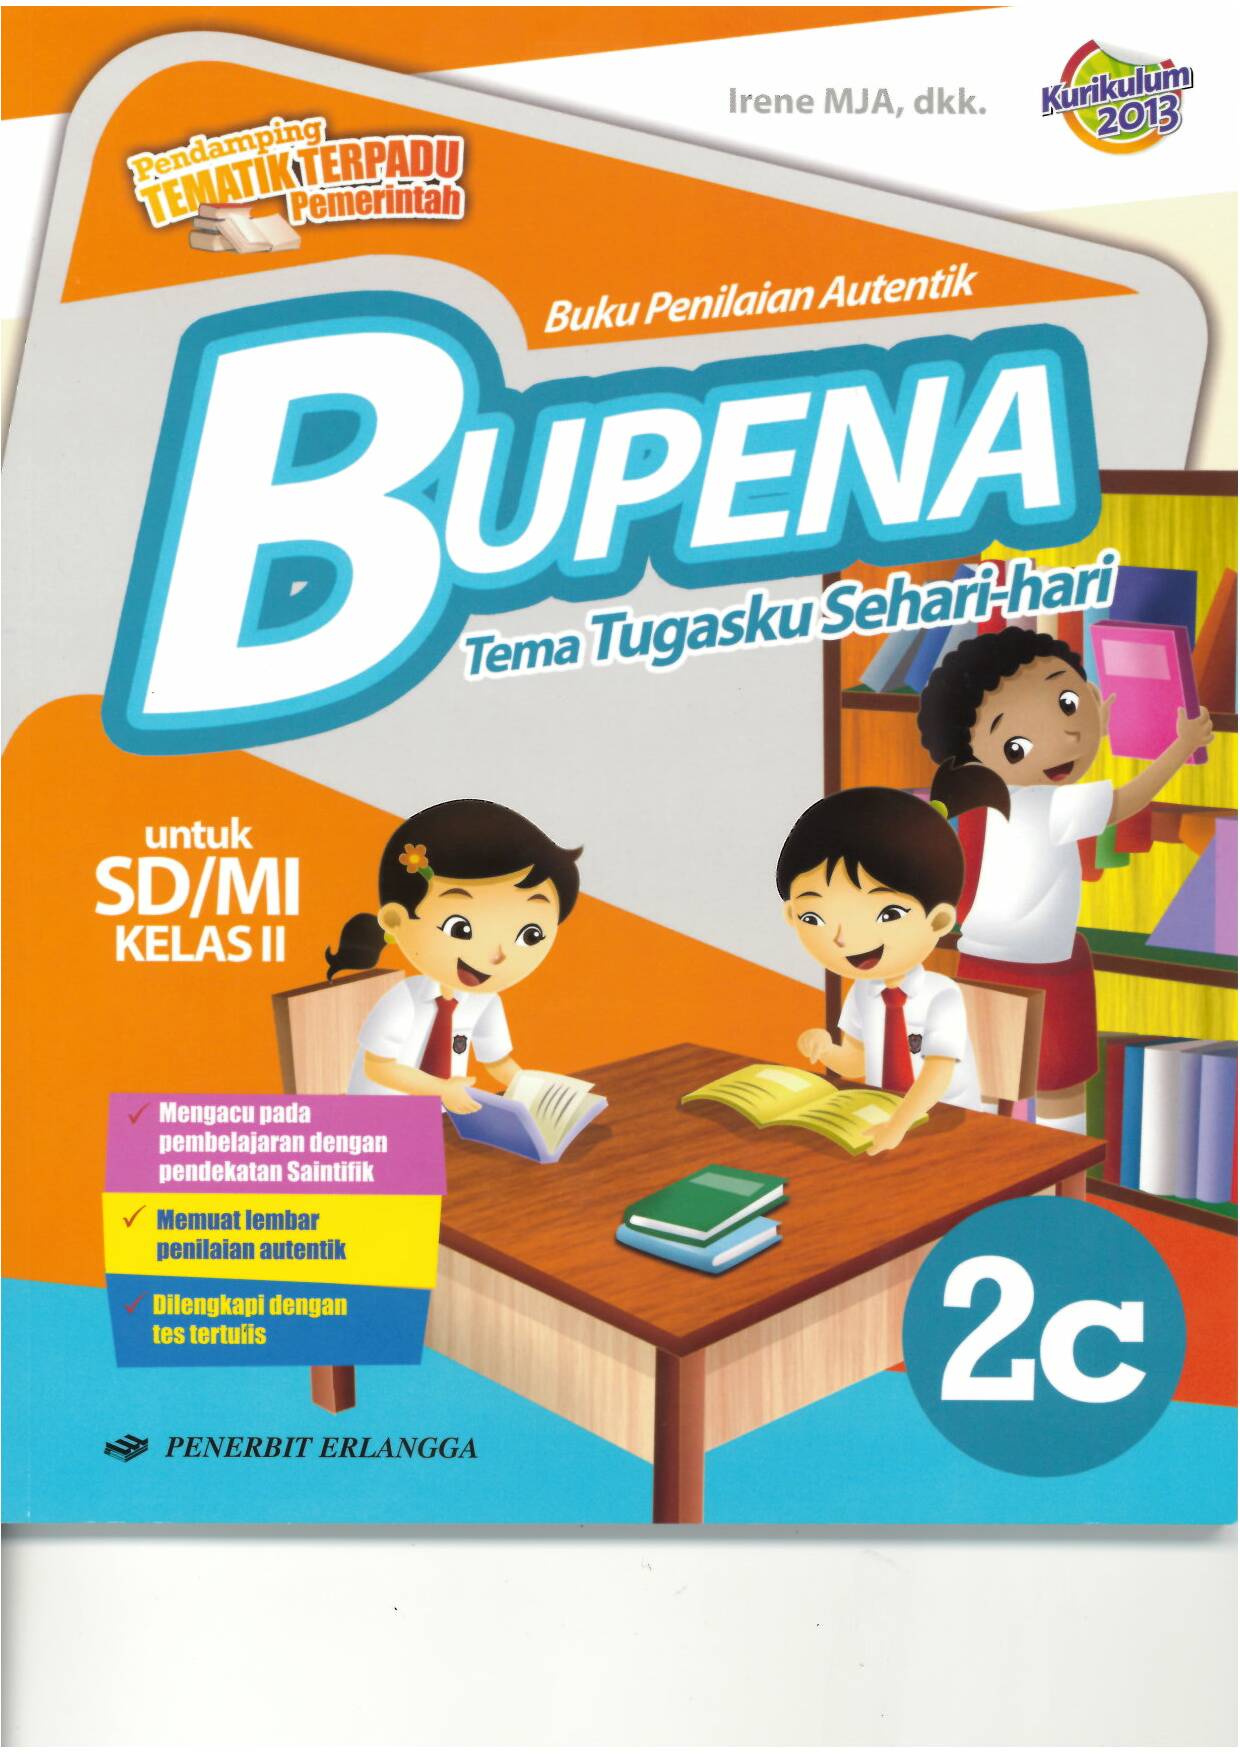 Irene MJA, dkk.
Kurikulum
2013
Pendamping
TEMATIK TERPADU
Pemerintah
Buku Penilaian Autentik
BUPENA
Tema Tugasku Sehari-hari
untuk
SD/MI
KELAS II
Mengacu pada
pembelajaran dengan
pendekatan Saintifik
Memuat lembar
penilaian autentik
Dilengkapi dengan
tes tertulis
2c
PENERBIT ERLANGGA